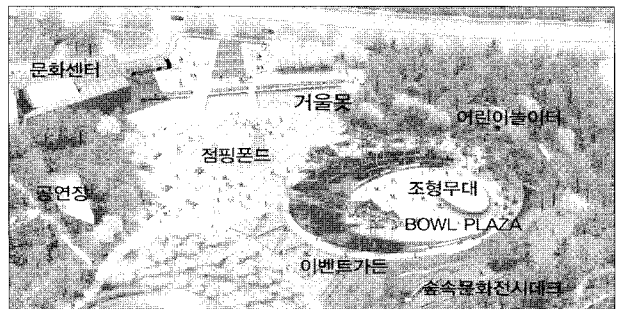 문화센터
거울못
어린이놀이터
점핑폰드
공연장
조형무대
BOWL PLAZA
이벤트가든
숲속문화전시데크